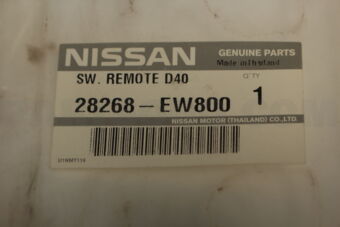 NISSAN
GENUINE PARTS
Made in Thailand
SW. REMOTE D40
Q'TY
28268-EW800
1
NISSAN MOTOR (THAILAND) CO.,LTD.